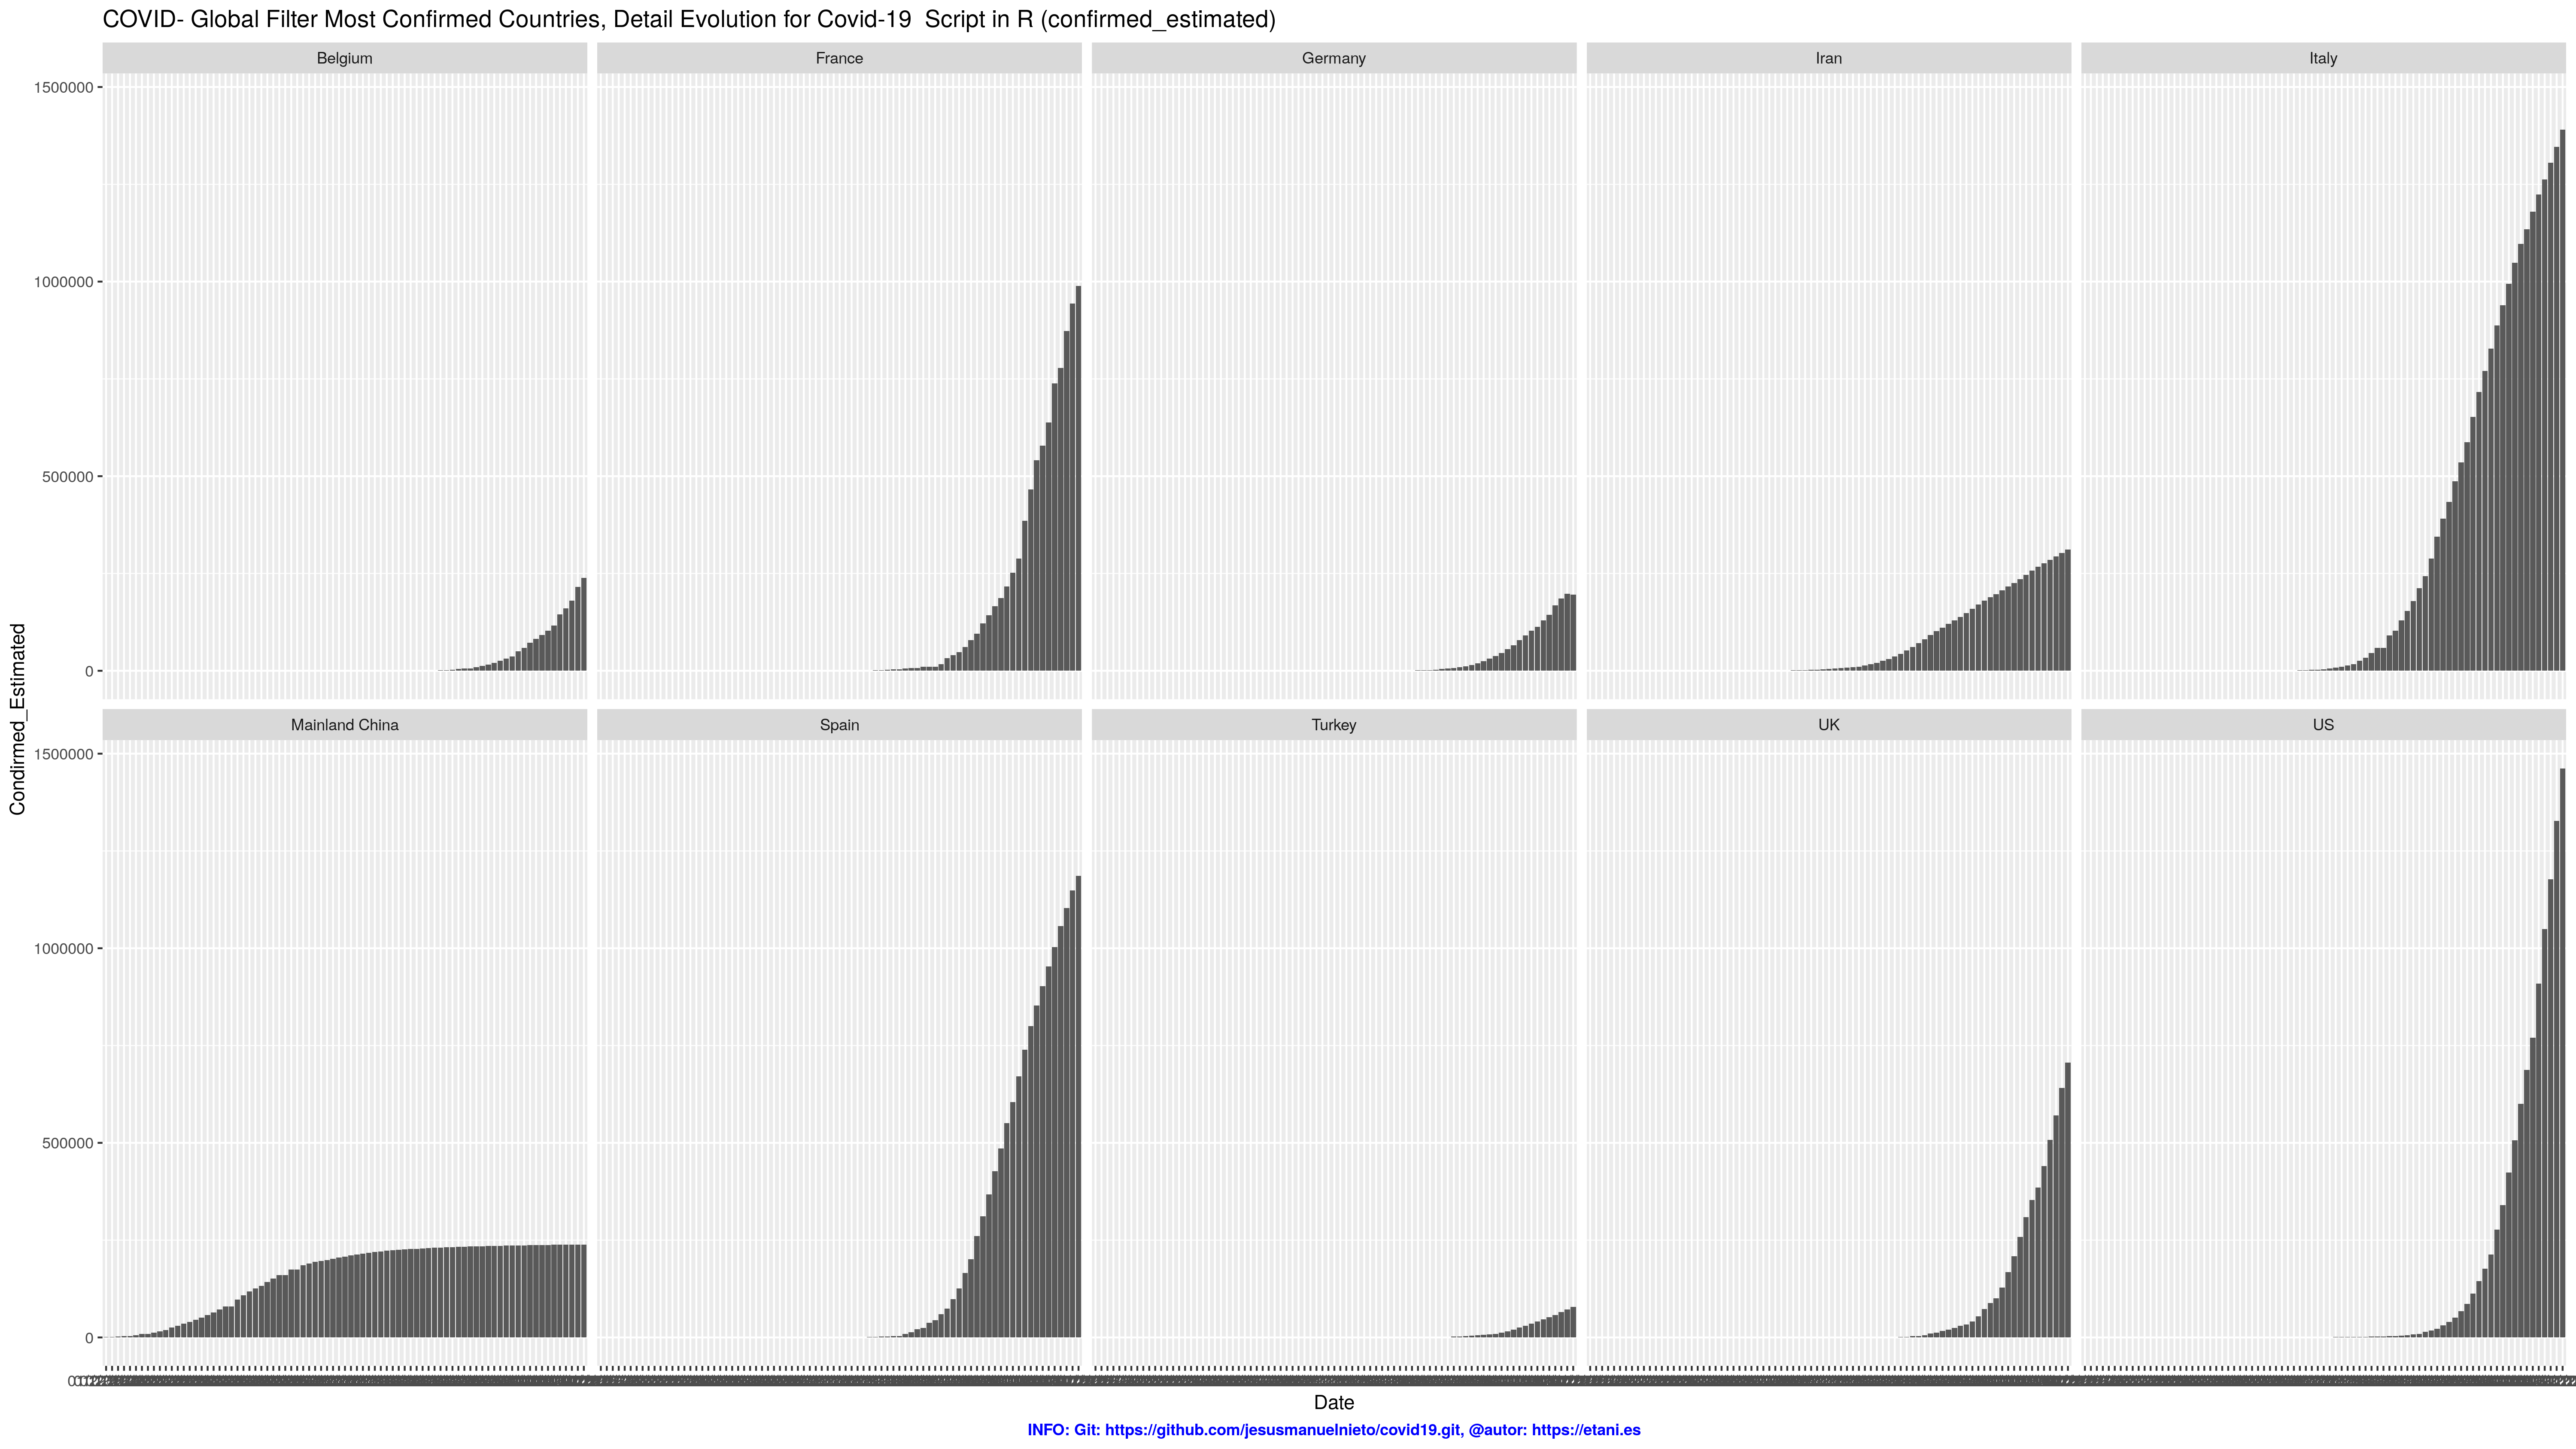 COVID- Global Filter Most Confirmed Countries, Detail Evolution for Covid-19  Script in R (confirmed_estimated)
Belgium
France
Germany
Iran
Italy
1500000
1000000
500000
0
Condirmed_Estimated
Mainland China
Spain
Turkey
UK
US
1500000
1000000
500000
0
Date
INFO: Git: https://github.com/jesusmanuelnieto/covid19.git, @autor: https://etani.es